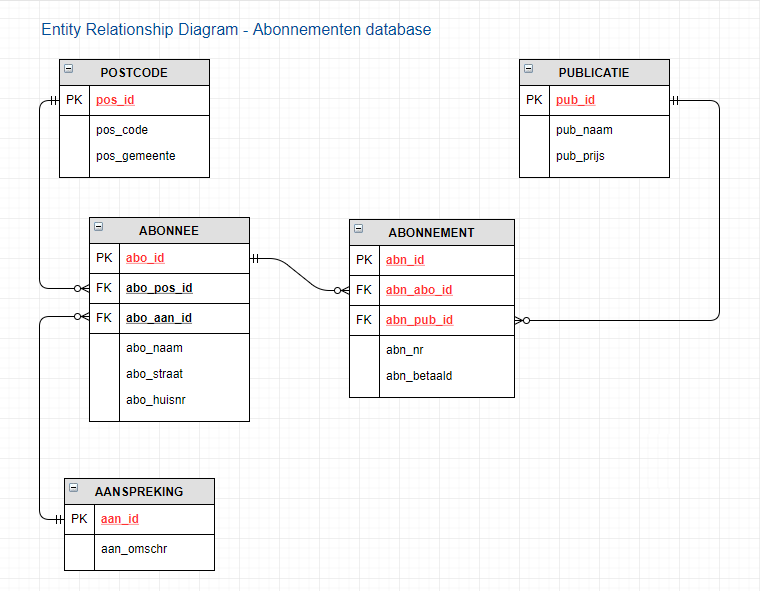 Entity Relationship Diagram - Abonnementen database
POSTCODE
PK pos_id
pos_code
pos_gemeente
PUBLICATIE
PK pub_id
pub_naam
pub_prijs
ABONNEE
PK abo_id
FK abo_pos_id
FK abo_aan_id
abo_naam
abo_straat
abo_huisnr
ABONNEMENT
PK abn_id
FK abn_abo_id
FK abn_pub_id
abn_nr
abn_betaald
AANSPREKING
PK aan_id
aan_omschr